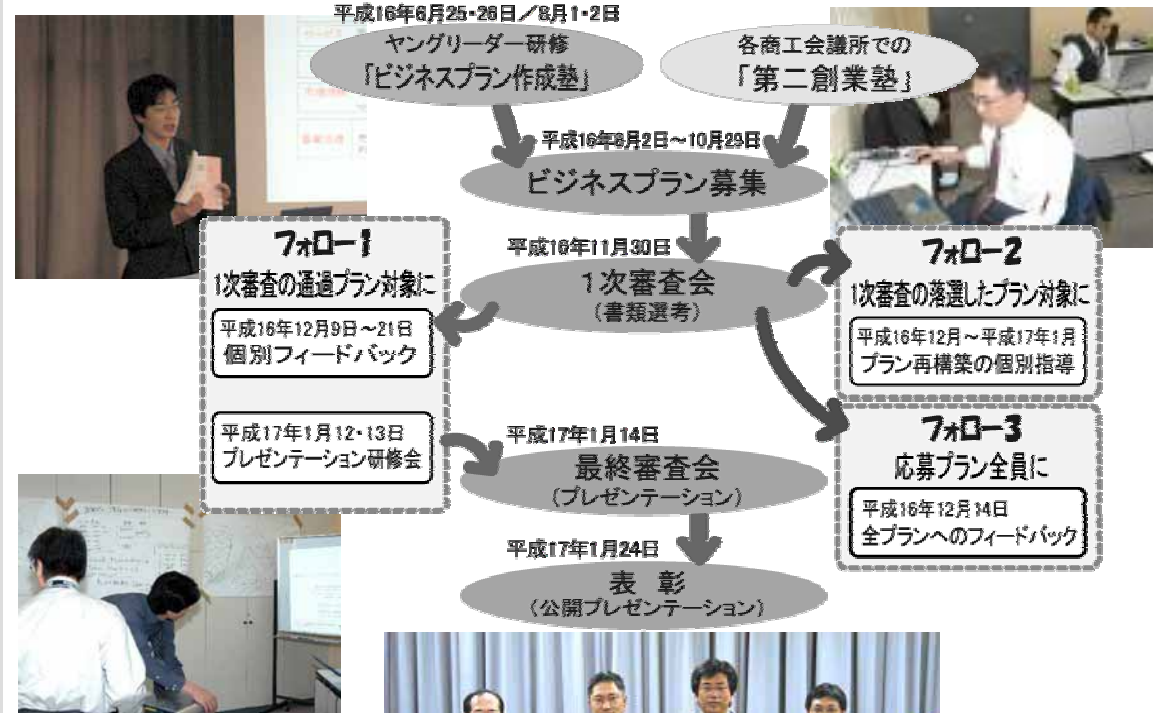 平成16年6月25・26日／8月1・2日
ヤングリーダー研修
「ビジネスプラン作成塾」
各商工会議所での
「第二創業塾」
平成16年8月2日～10月29日
ビジネスプラン募集
平成16年11月30日
1次審査会
（書類選考）
フォロー1
1次審査の通過プラン対象に
平成16年12月9日～21日
個別フィードバック
平成17年1月12・13日
プレゼンテーション研修会
フォロー2
1次審査の落選したプラン対象に
平成16年12月～平成17年1月
プラン再構築の個別指導
フォロー3
応募プラン全員に
平成16年12月14日
全プランへのフィードバック
平成17年1月14日
最終審査会
（プレゼンテーション）
平成17年1月24日
表 彰
（公開プレゼンテーション）